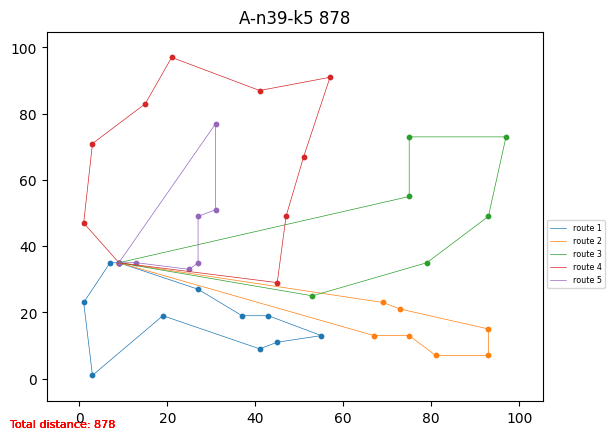 A-n39-k5 878
100
80
60
40
20
0
0 20 40 60 80 100
route 1
route 2
route 3
route 4
route 5
Total distance: 878